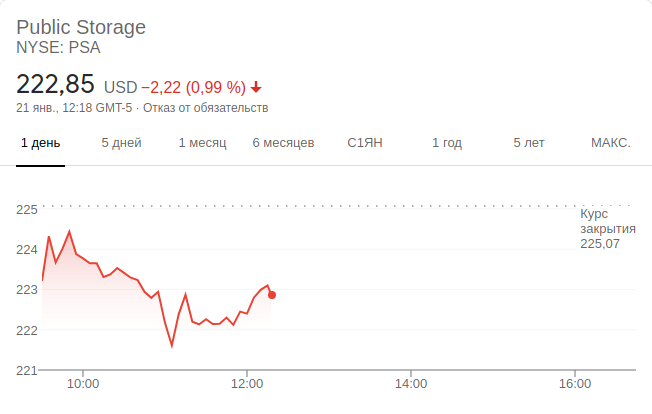 Public Storage
NYSE: PSA
222,85 USD −2,22 (0,99 %)
21 янв., 12:18 GMT-5 · Отказ от обязательств
1 день 5 дней 1 месяц 6 месяцев С1ЯН 1 год 5 лет МАКС.
225
Курс
закрытия
225,07
224
223
222
221
10:00 12:00 14:00 16:00